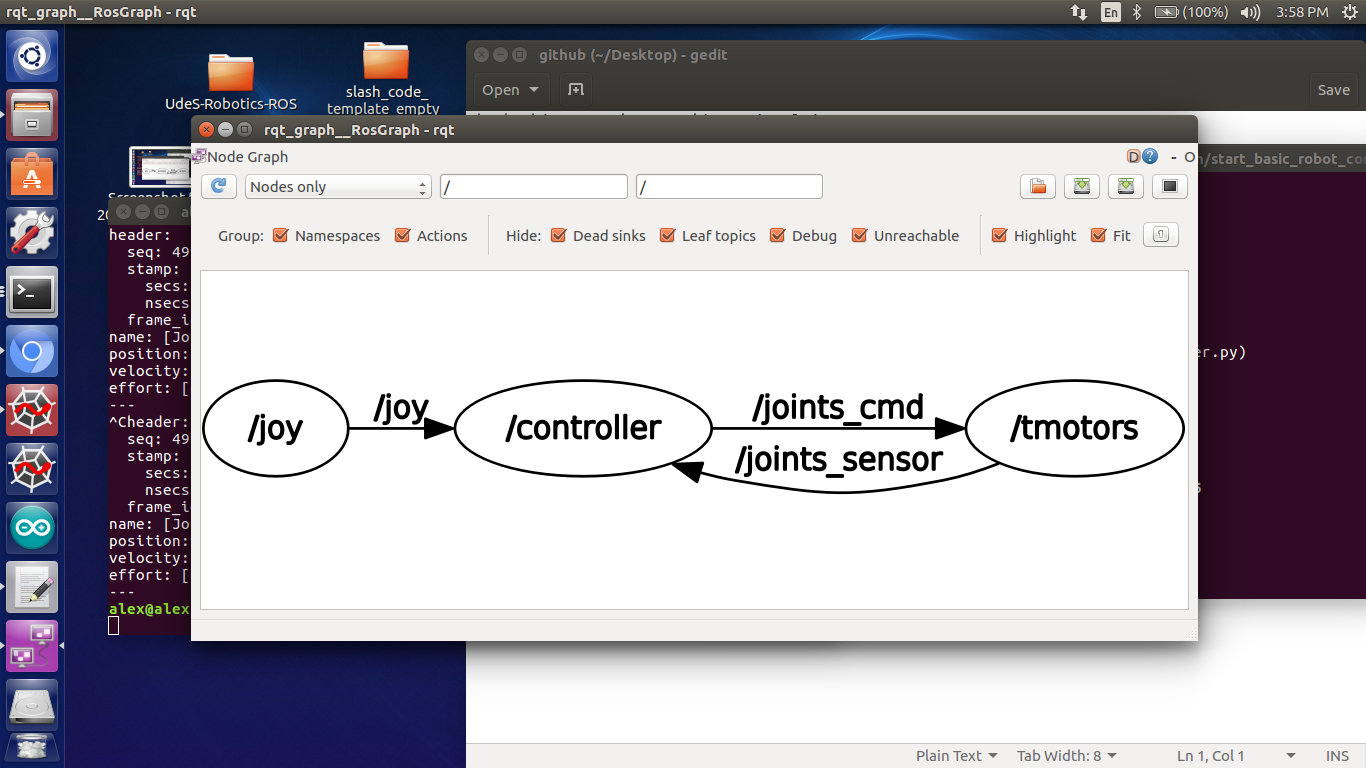 rqt_graph__RosGraph - rqt
En
(100%)
3:58 PM
UdeS-Robotics-ROS
slash_code_
template_empty
github (~/Desktop) - gedit
Open
Save
rqt_graph__RosGraph - rqt
n/start_basic_robot_co
Node Graph
D
?
- O
Nodes only
/
/
Group:
Namespaces
Actions
Hide:
Dead sinks
Leaf topics
Debug
Unreachable
Highlight
Fit
20
header:
seq: 49
stamp:
secs:
nsecs
frame_i
name: [Jo
position:
velocity:
effort: [
---
^Cheader:
seq: 49
stamp:
secs:
nsecs
frame_i
name: [Jo
position:
velocity:
effort: [
---
alex@alex
/joy
/joy
/controller
/joints_cmd
/joints_sensor
/tmotors
er.py)
Plain Text
Tab Width: 8
Ln 1, Col 1
INS